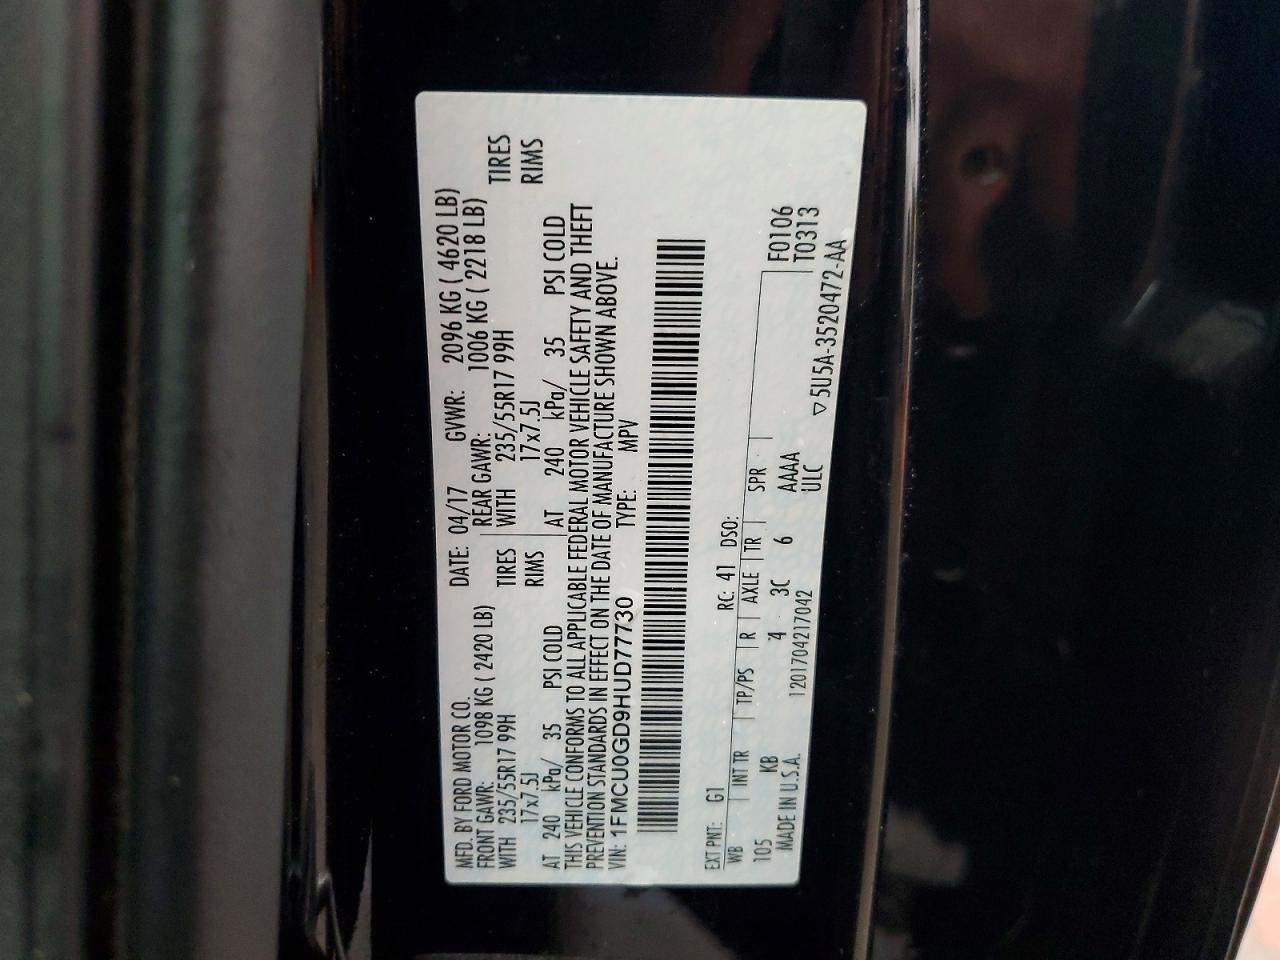 MFD. BY FORD MOTOR CO. DATE: 04/17 GVWR: 2096 KG ( 4620 LB)
FRONT GAWR: 1098 KG ( 2420 LB) REAR GAWR: 1006 KG ( 2218 LB)
WITH 235/55R17 99H TIRES WITH 235/55R17 99H TIRES
17x7.5J RIMS 17x7.5J RIMS
AT 240 kPa/ 35 PSI COLD AT 240 kPa/ 35 PSI COLD
THIS VEHICLE CONFORMS TO ALL APPLICABLE FEDERAL MOTOR VEHICLE SAFETY AND THEFT
PREVENTION STANDARDS IN EFFECT ON THE DATE OF MANUFACTURE SHOWN ABOVE.
VIN: 1FMCU0GD9HUD77730 TYPE: MPV
EXT PNT: G1 RC: 41 DSO: F0106
WB INT TR TP/PS R AXLE TR SPR T0313
105 KB 4 3C 6 AAAA
MADE IN U.S.A. 1201704217042 ULC ▽5U5A-3520472-AA